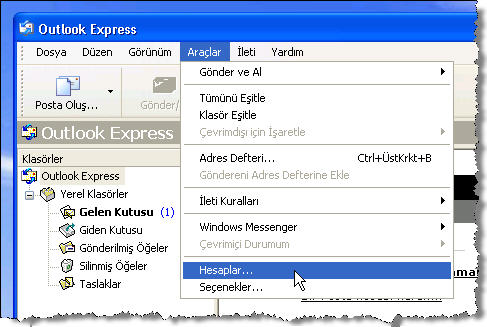 Outlook Express
Dosya Düzen Görünüm Araçlar İleti Yardım
Posta Oluş... Gönder/
Gönder ve Al
Tümünü Eşitle
Klasör Eşitle
Çevrimdışı için İşaretle
Adres Defteri... Ctrl+ÜstKrkt+B
Göndereni Adres Defterine Ekle
İleti Kuralları
Windows Messenger
Çevrimiçi Durumum
Hesaplar...
Seçenekler...
Outlook Express
Klasörler
Outlook Express
Yerel Klasörler
Gelen Kutusu (1)
Giden Kutusu
Gönderilmiş Öğeler
Silinmiş Öğeler
Taslaklar